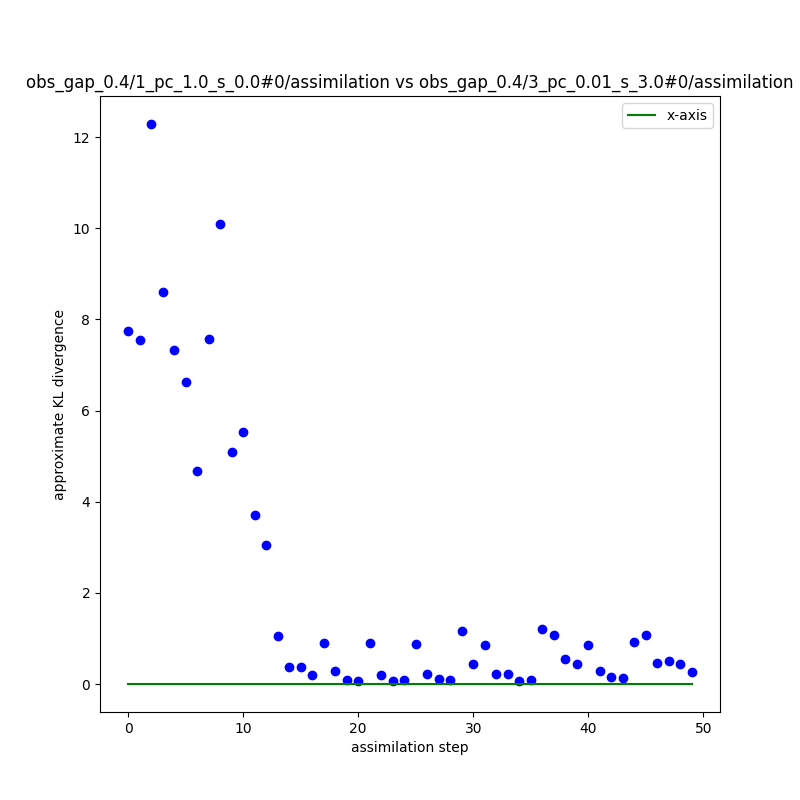 obs_gap_0.4/1_pc_1.0_s_0.0#0/assimilation vs obs_gap_0.4/3_pc_0.01_s_3.0#0/assimilation
x-axis
12
10
8
6
4
2
0
approximate KL divergence
0 10 20 30 40 50
assimilation step